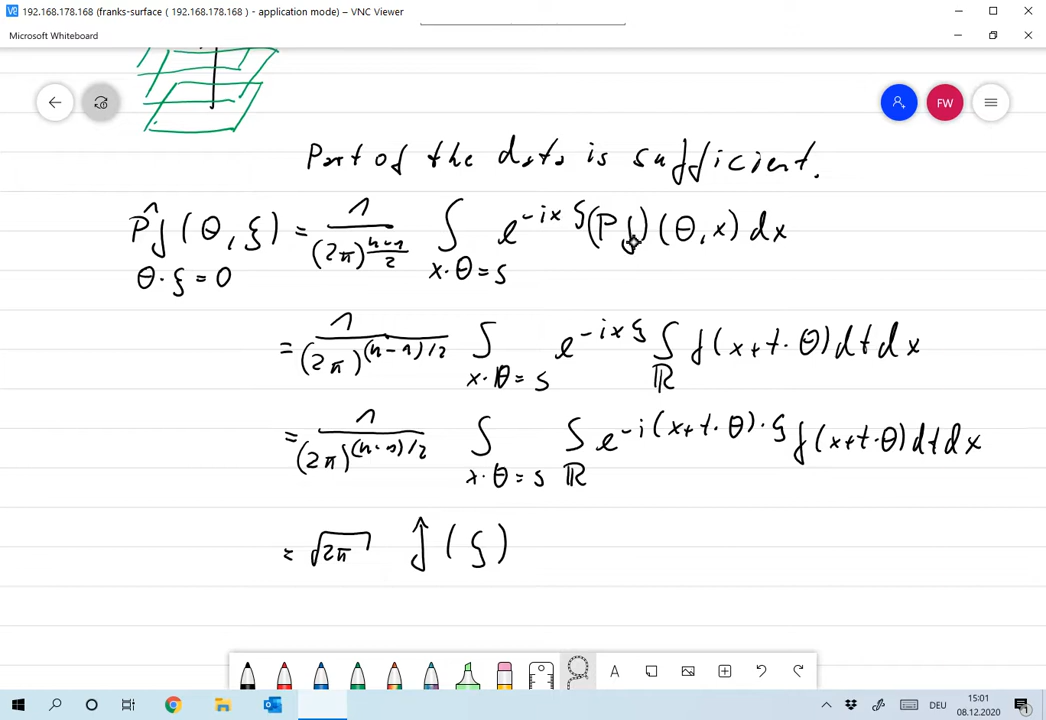 192.168.178.168 ( franks-surface ( 192.168.178.168 ) - application mode) – VNC Viewer
Microsoft Whiteboard
FW
Part of the data is sufficient.
P̂f(θ, ξ) = 1/(2π)^((n-1)/2) ∫_(x·θ=s) e^(-ix ξ) (Pf)(θ, x) dx
θ·ξ = 0
= 1/(2π)^((n-1)/2) ∫_(x·θ=s) e^(-ixξ) ∫_ℝ f(x+t·θ) dt dx
= 1/(2π)^((n-1)/2) ∫_(x·θ=s) ∫_ℝ e^(-i(x+t·θ)·ξ) f(x+t·θ) dt dx
= √2π f̂(ξ)
DEU
15:01
08.12.2020